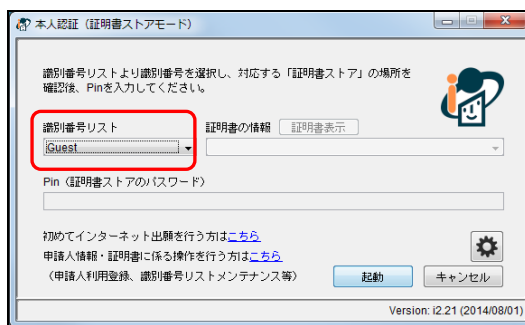 本人認証（証明書ストアモード）
識別番号リストより識別番号を選択し、対応する「証明書ストア」の場所を
確認後、Pinを入力してください。
識別番号リスト 証明書の情報 証明書表示
Guest
Pin（証明書ストアのパスワード）
初めてインターネット出願を行う方はこちら
申請人情報・証明書に係る操作を行う方はこちら
（申請人利用登録、識別番号リストメンテナンス等） 起動 キャンセル
Version: i2.21 (2014/08/01)